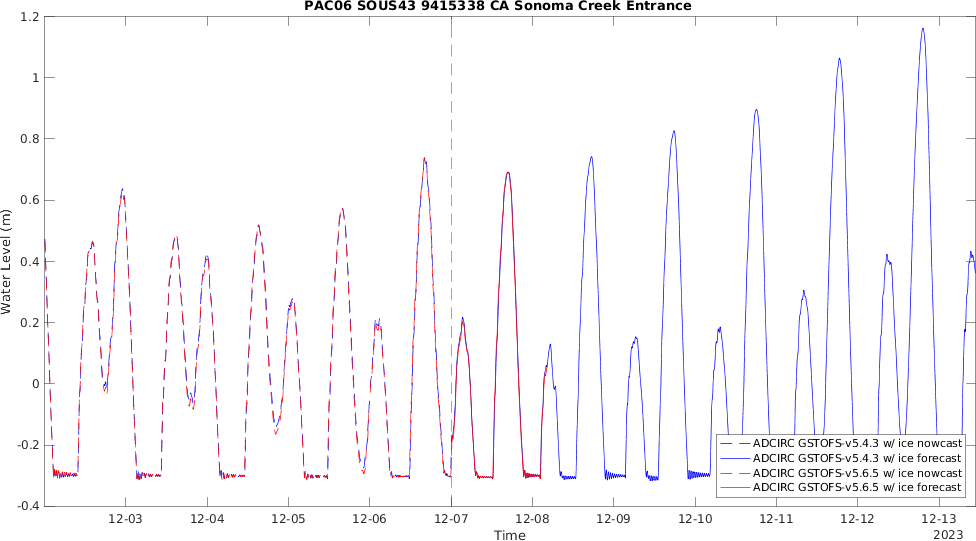 PAC06 SOUS43 9415338 CA Sonoma Creek Entrance
1.2
1
0.8
0.6
0.4
0.2
0
-0.2
-0.4
Water Level (m)
ADCIRC GSTOFS-v5.4.3 w/ ice nowcast
ADCIRC GSTOFS-v5.4.3 w/ ice forecast
ADCIRC GSTOFS-v5.6.5 w/ ice nowcast
ADCIRC GSTOFS-v5.6.5 w/ ice forecast
12-03 12-04 12-05 12-06 12-07 12-08 12-09 12-10 12-11 12-12 12-13
Time
2023